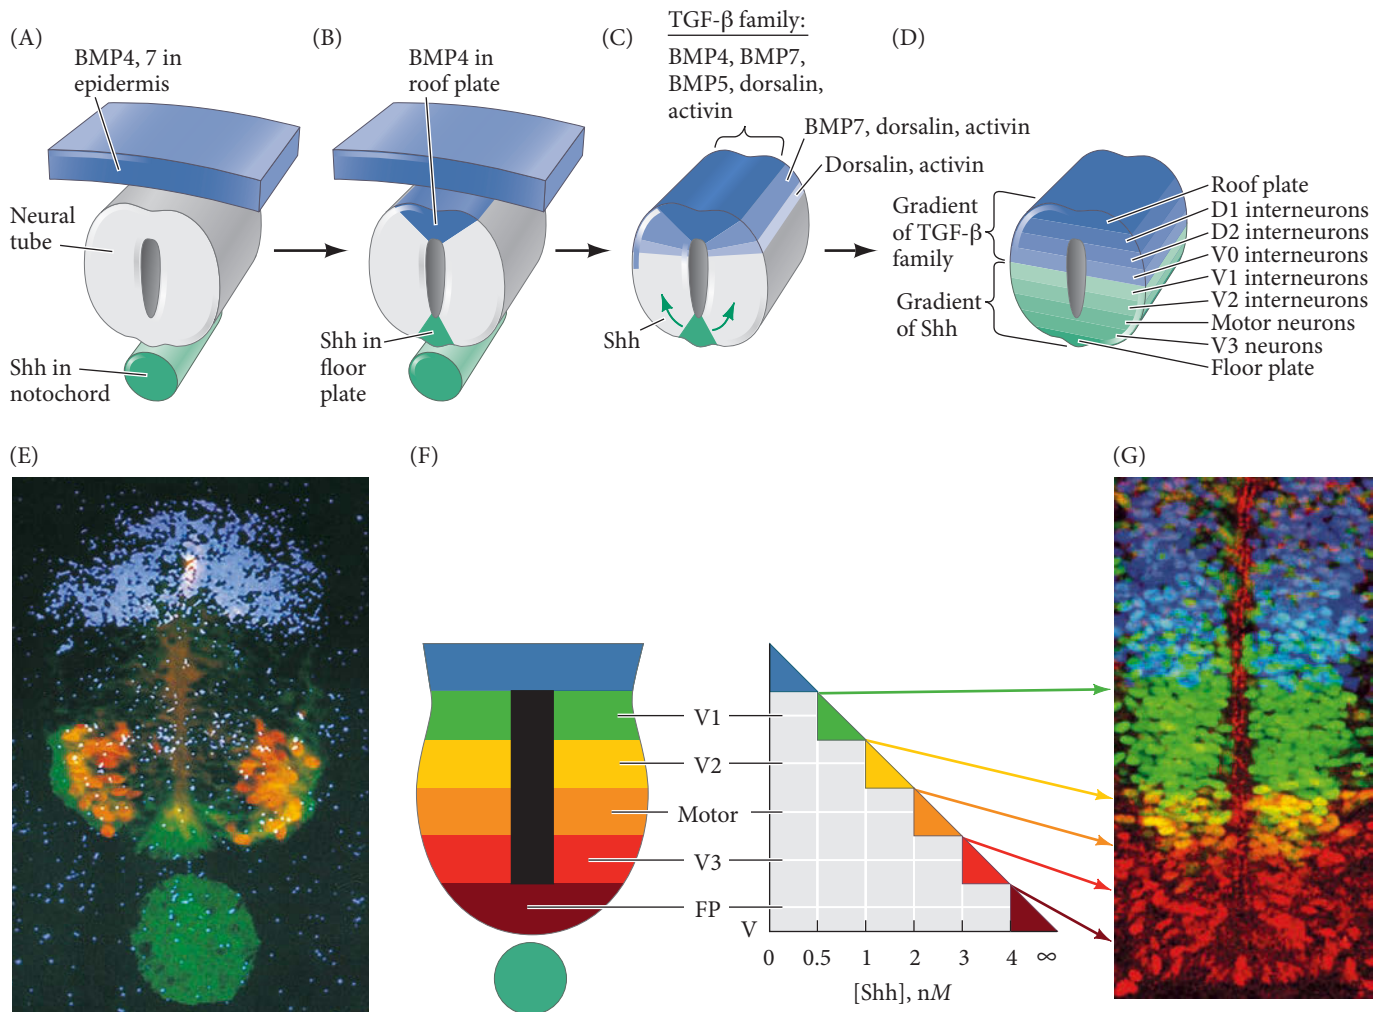 (A)
BMP4, 7 in
epidermis
Neural
tube
Shh in
notochord
(B)
BMP4 in
roof plate
Shh in
floor
plate
(C)
TGF-β family:
BMP4, BMP7,
BMP5, dorsalin,
activin
BMP7, dorsalin, activin
Dorsalin, activin
Shh
(D)
Gradient
of TGF-β
family
Gradient
of Shh
Roof plate
D1 interneurons
D2 interneurons
V0 interneurons
V1 interneurons
V2 interneurons
Motor neurons
V3 neurons
Floor plate
(E)
(F)
V1
V2
Motor
V3
FP
V
0 0.5 1 2 3 4 ∞
[Shh], nM
(G)